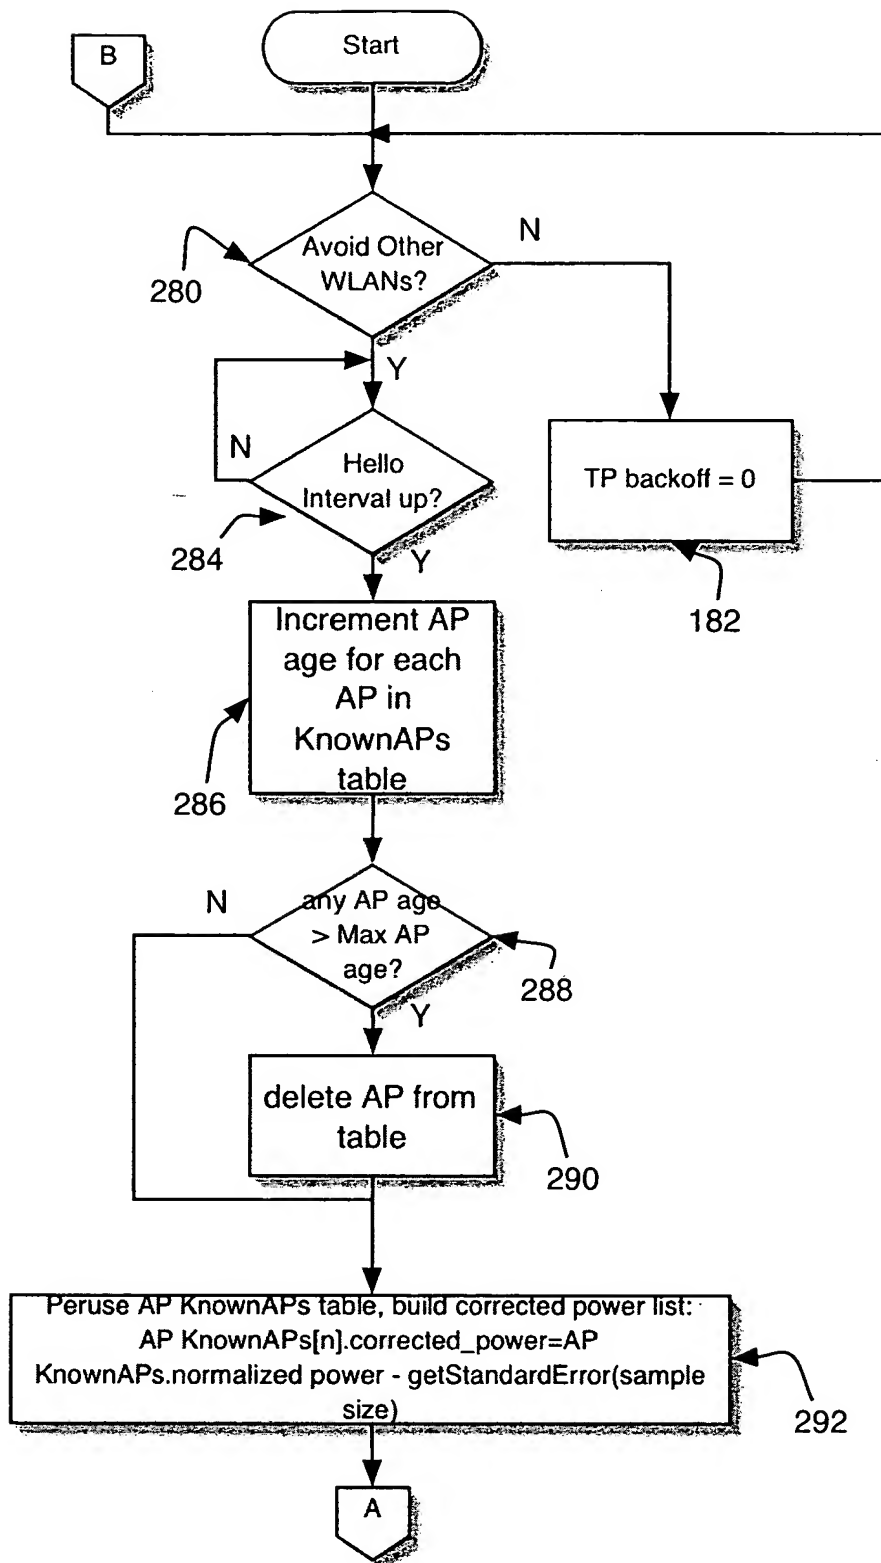 B
Start
Avoid Other
WLANs?
N
280
Y
N
Hello
Interval up?
TP backoff = 0
284
Y
182
Increment AP
age for each
AP in
KnownAPs
table
286
N
any AP age
> Max AP
age?
288
Y
delete AP from
table
290
Peruse AP KnownAPs table, build corrected power list:
AP KnownAPs[n].corrected_power=AP
KnownAPs.normalized power - getStandardError(sample
size)
292
A